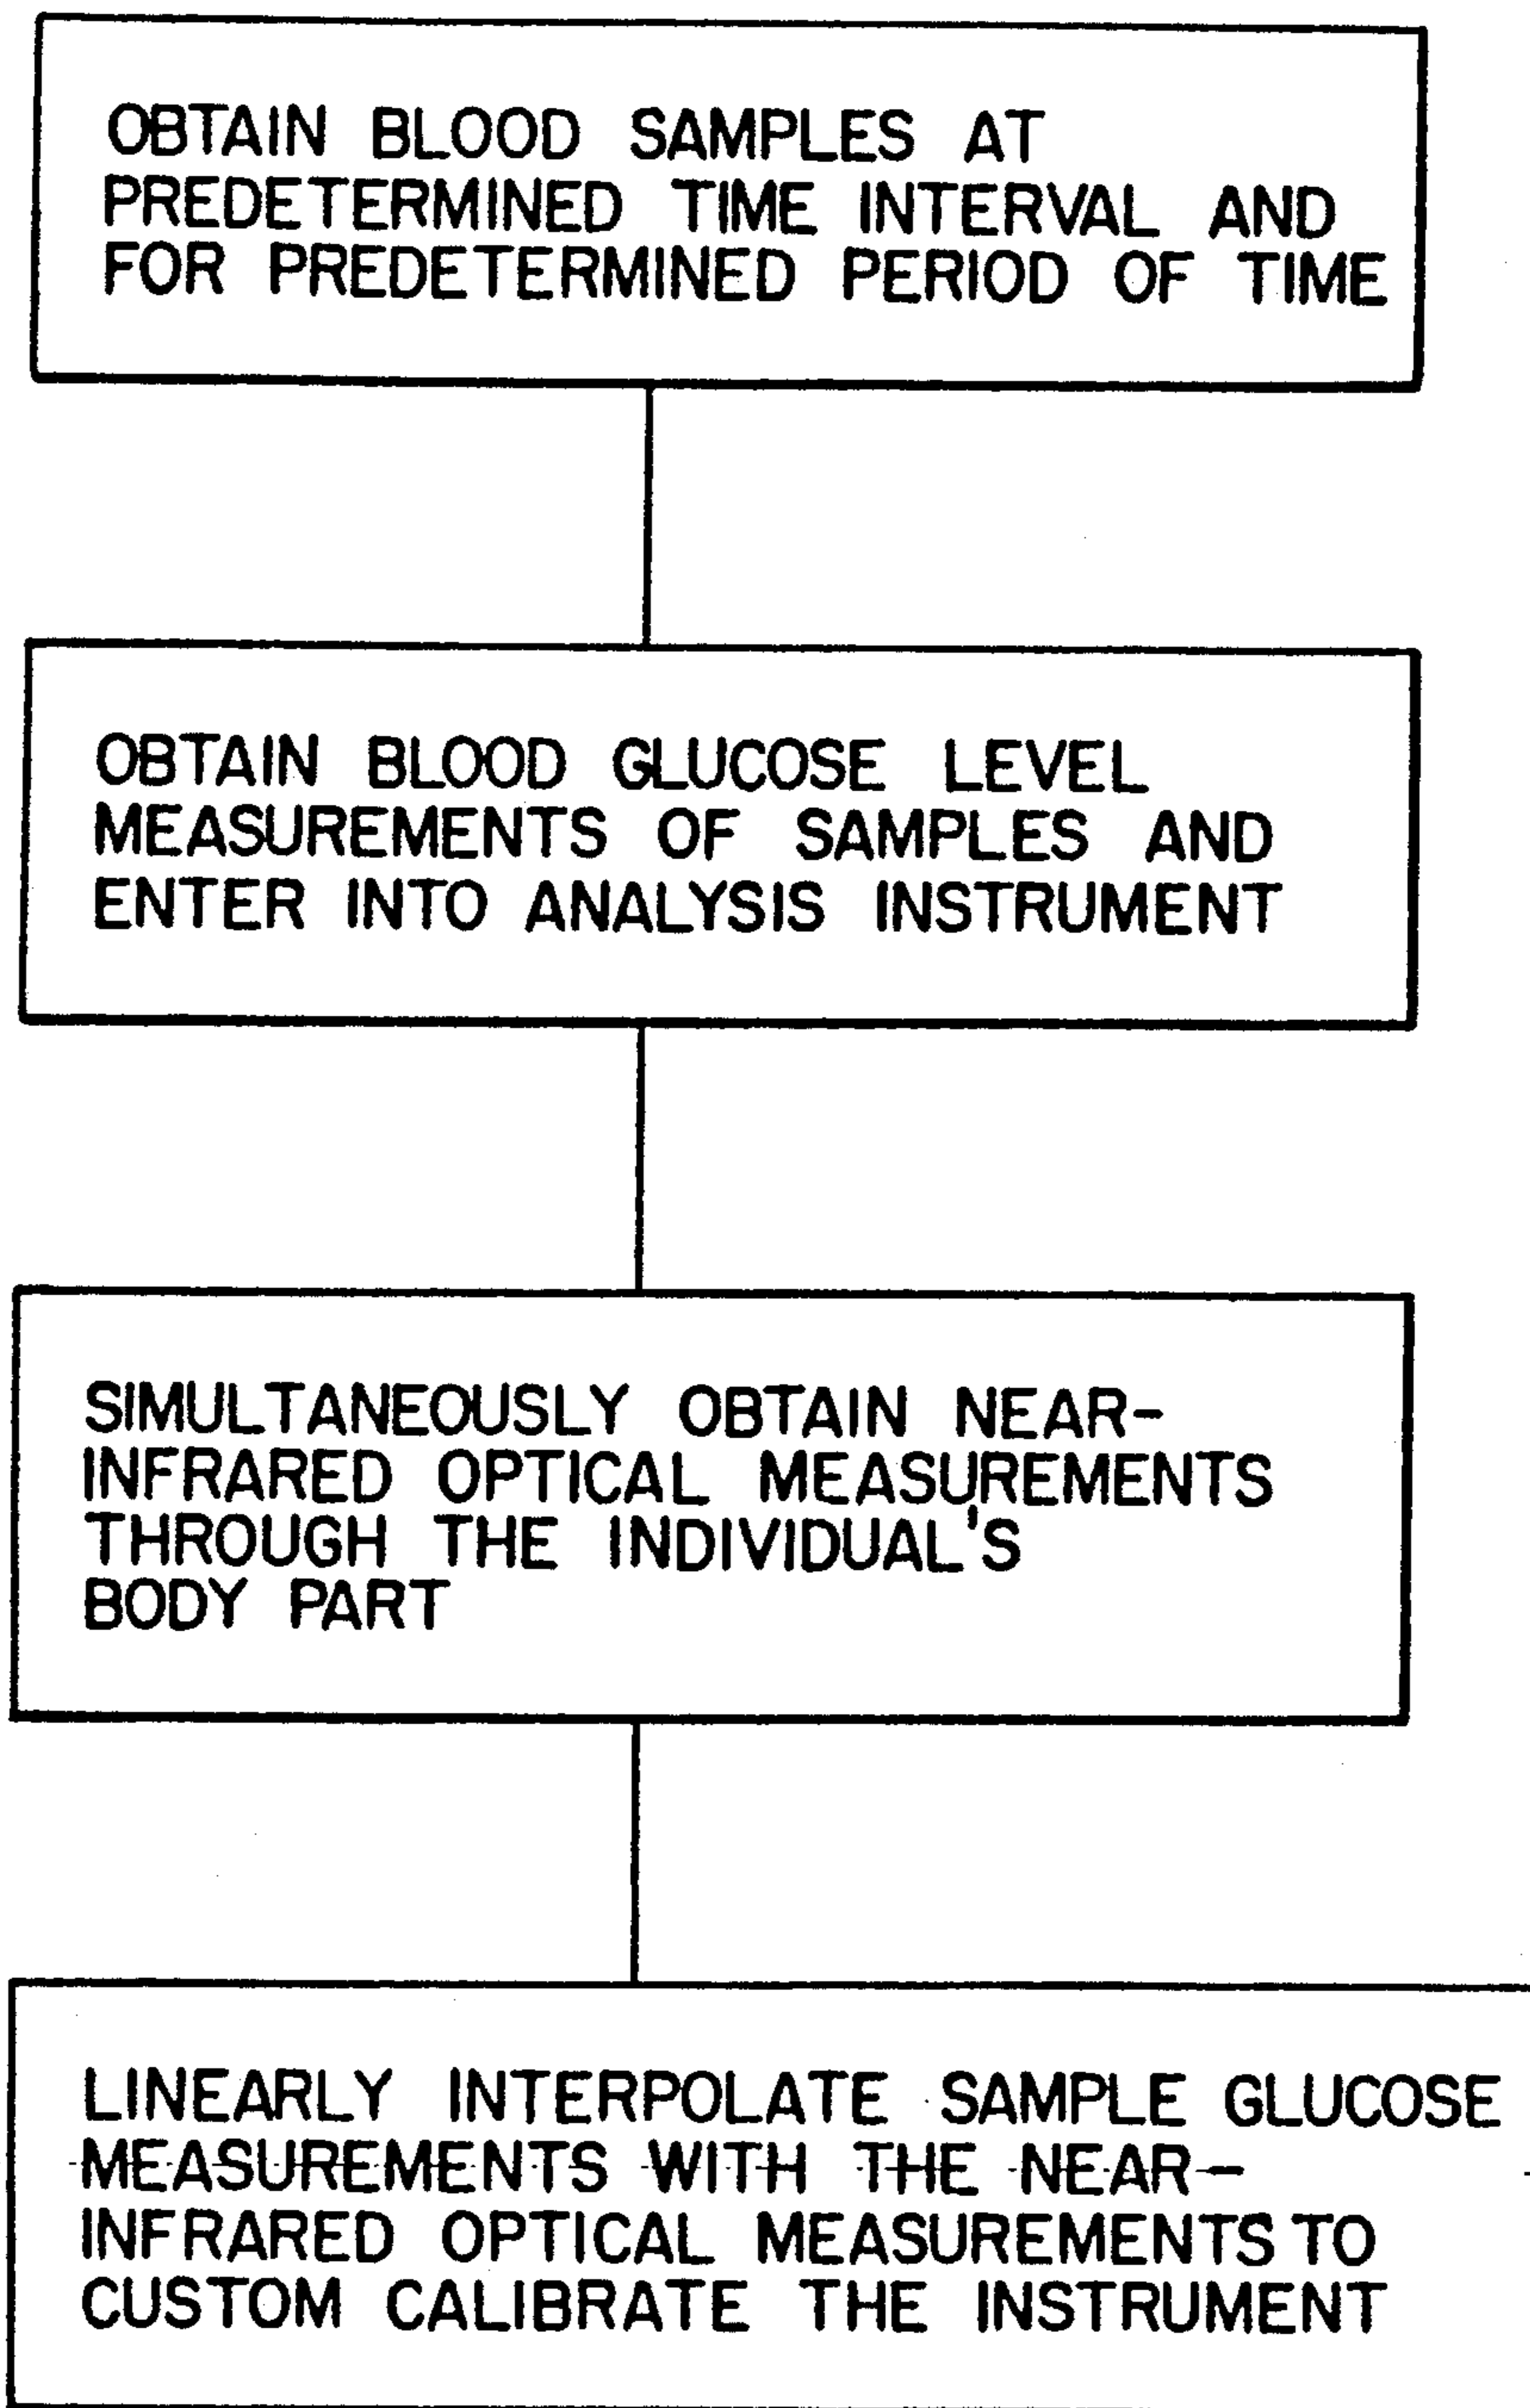 OBTAIN BLOOD SAMPLES AT
PREDETERMINED TIME INTERVAL AND
FOR PREDETERMINED PERIOD OF TIME
OBTAIN BLOOD GLUCOSE LEVEL
MEASUREMENTS OF SAMPLES AND
ENTER INTO ANALYSIS INSTRUMENT
SIMULTANEOUSLY OBTAIN NEAR-
INFRARED OPTICAL MEASUREMENTS
THROUGH THE INDIVIDUAL'S
BODY PART
LINEARLY INTERPOLATE SAMPLE GLUCOSE
MEASUREMENTS WITH THE NEAR-
INFRARED OPTICAL MEASUREMENTS TO
CUSTOM CALIBRATE THE INSTRUMENT